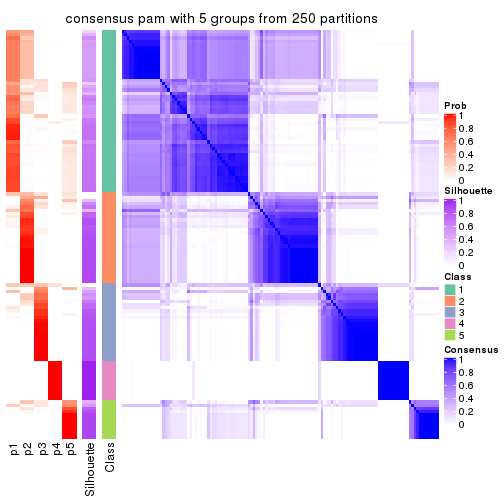 consensus pam with 5 groups from 250 partitions
Prob
1
0.8
0.6
0.4
0.2
0
Silhouette
1
0.8
0.6
0.4
0.2
0
Class
1
2
3
4
5
Consensus
1
0.8
0.6
0.4
0.2
0
p1
p2
p3
p4
p5
Silhouette
Class